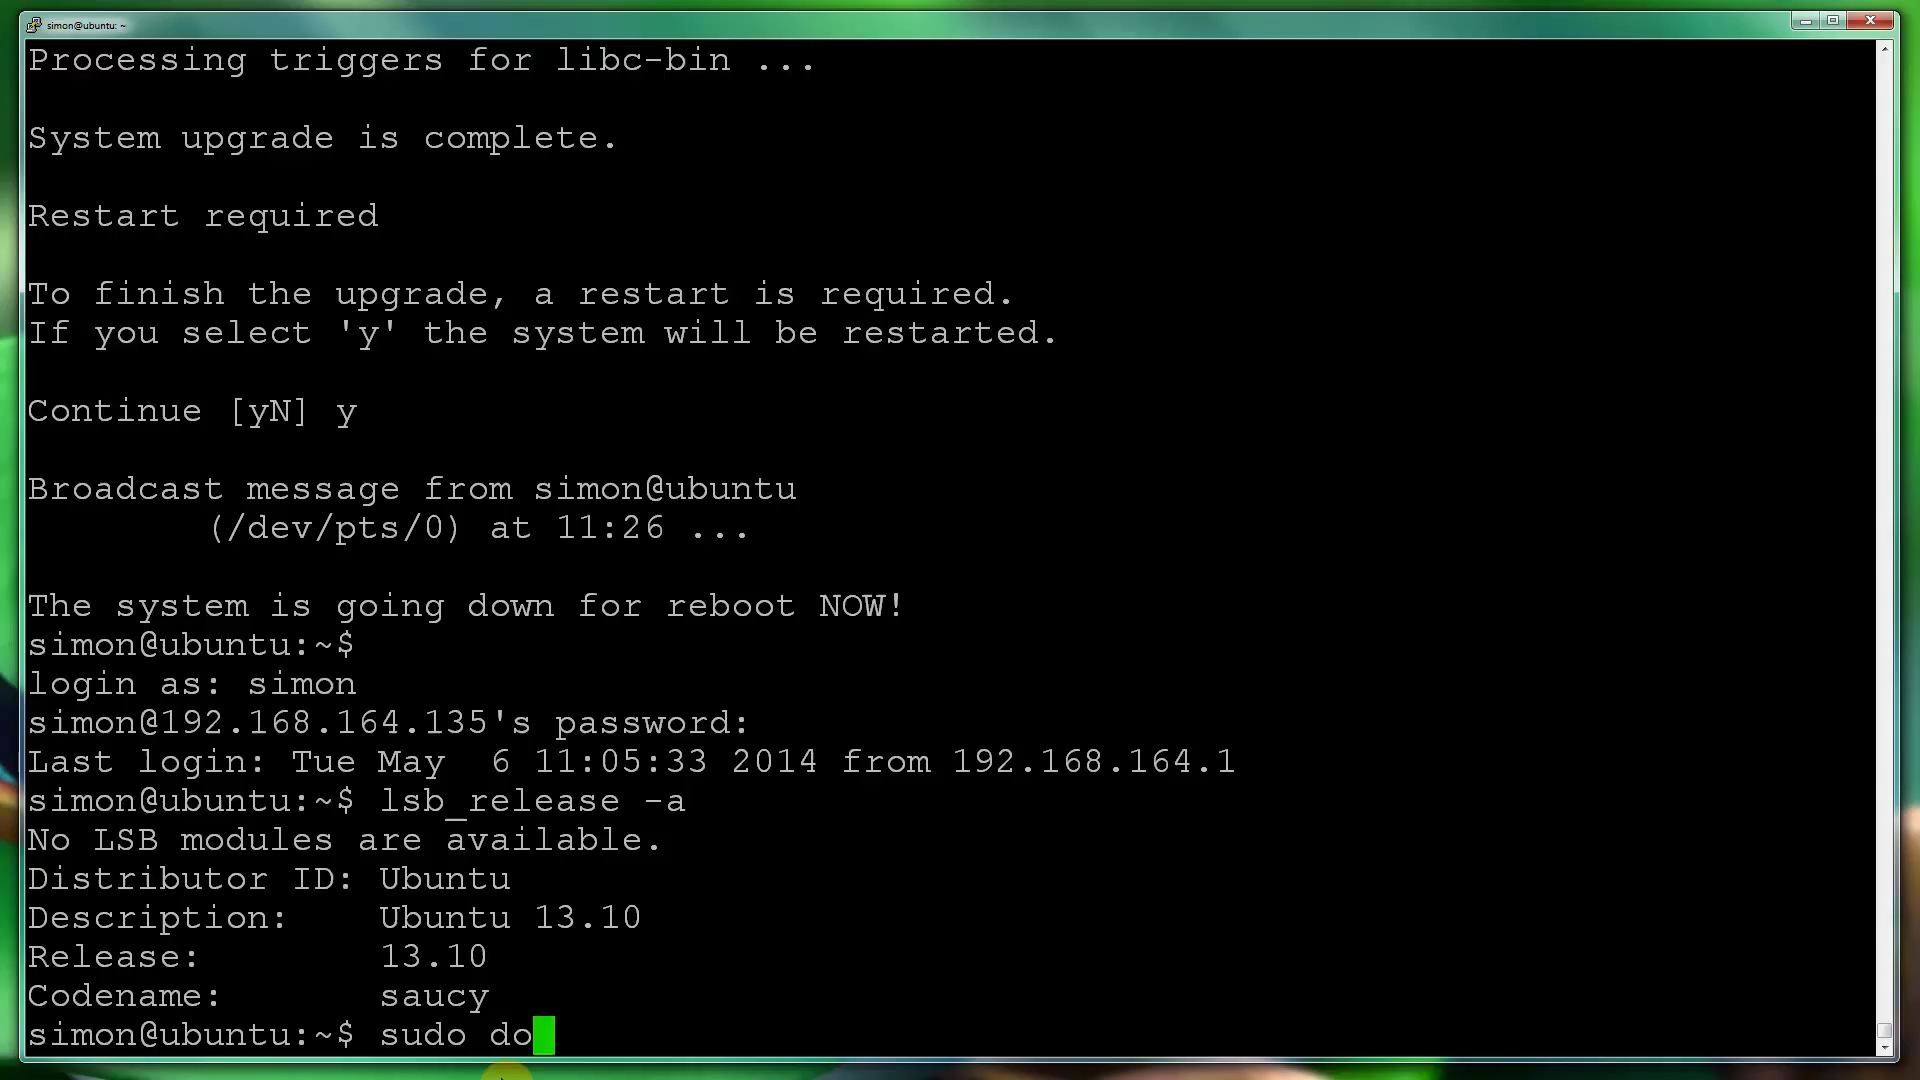 simon@ubuntu: ~
Processing triggers for libc-bin ...
System upgrade is complete.
Restart required
To finish the upgrade, a restart is required.
If you select 'y' the system will be restarted.
Continue [yN] y
Broadcast message from simon@ubuntu
(/dev/pts/0) at 11:26 ...
The system is going down for reboot NOW!
simon@ubuntu:~$
login as: simon
simon@192.168.164.135's password:
Last login: Tue May  6 11:05:33 2014 from 192.168.164.1
simon@ubuntu:~$ lsb_release -a
No LSB modules are available.
Distributor ID: Ubuntu
Description:    Ubuntu 13.10
Release:        13.10
Codename:       saucy
simon@ubuntu:~$ sudo do